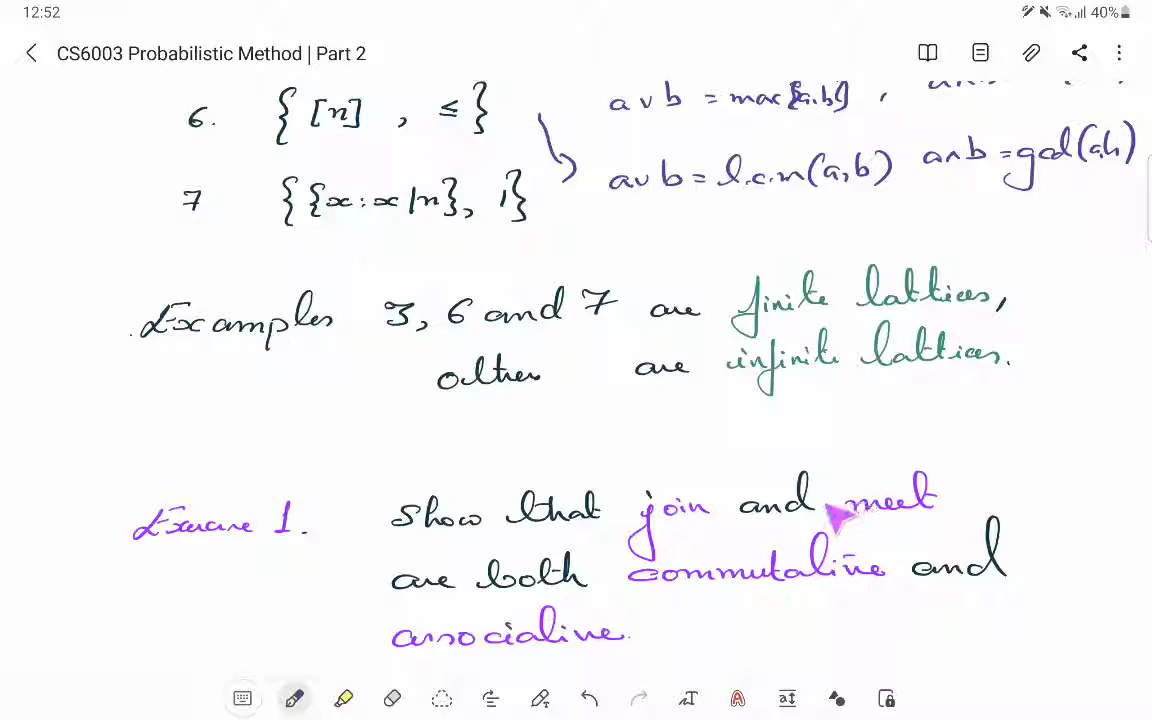 12:52
40%
CS6003 Probabilistic Method | Part 2
6. { [n] , ≤ }
a ∨ b = max{a,b} ,
7 { {x : x | n}, | }
a ∨ b = l.c.m(a,b) a ∧ b = gcd(a,b)
Examples 3, 6 and 7 are finite lattices,
others are infinite lattices.
Exercise 1. Show that join and meet
are both commutative and
associative.